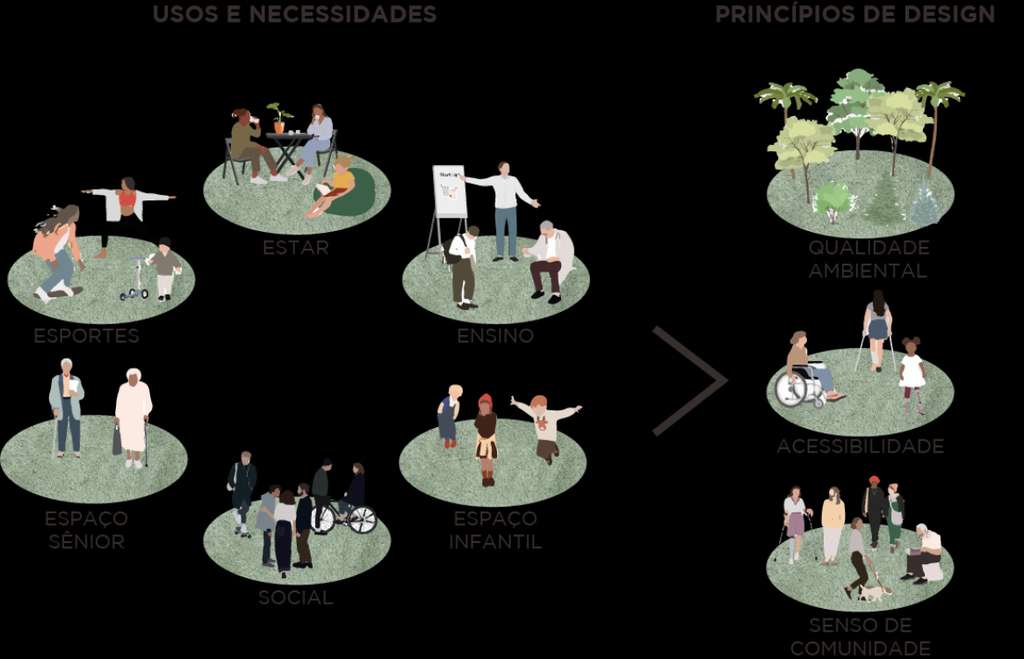 USOS E NECESSIDADES
PRINCÍPIOS DE DESIGN
ESTAR
QUALIDADE
AMBIENTAL
ESPORTES
ENSINO
ACESSIBILIDADE
ESPAÇO
SÊNIOR
ESPAÇO
INFANTIL
SOCIAL
SENSO DE
COMUNIDADE